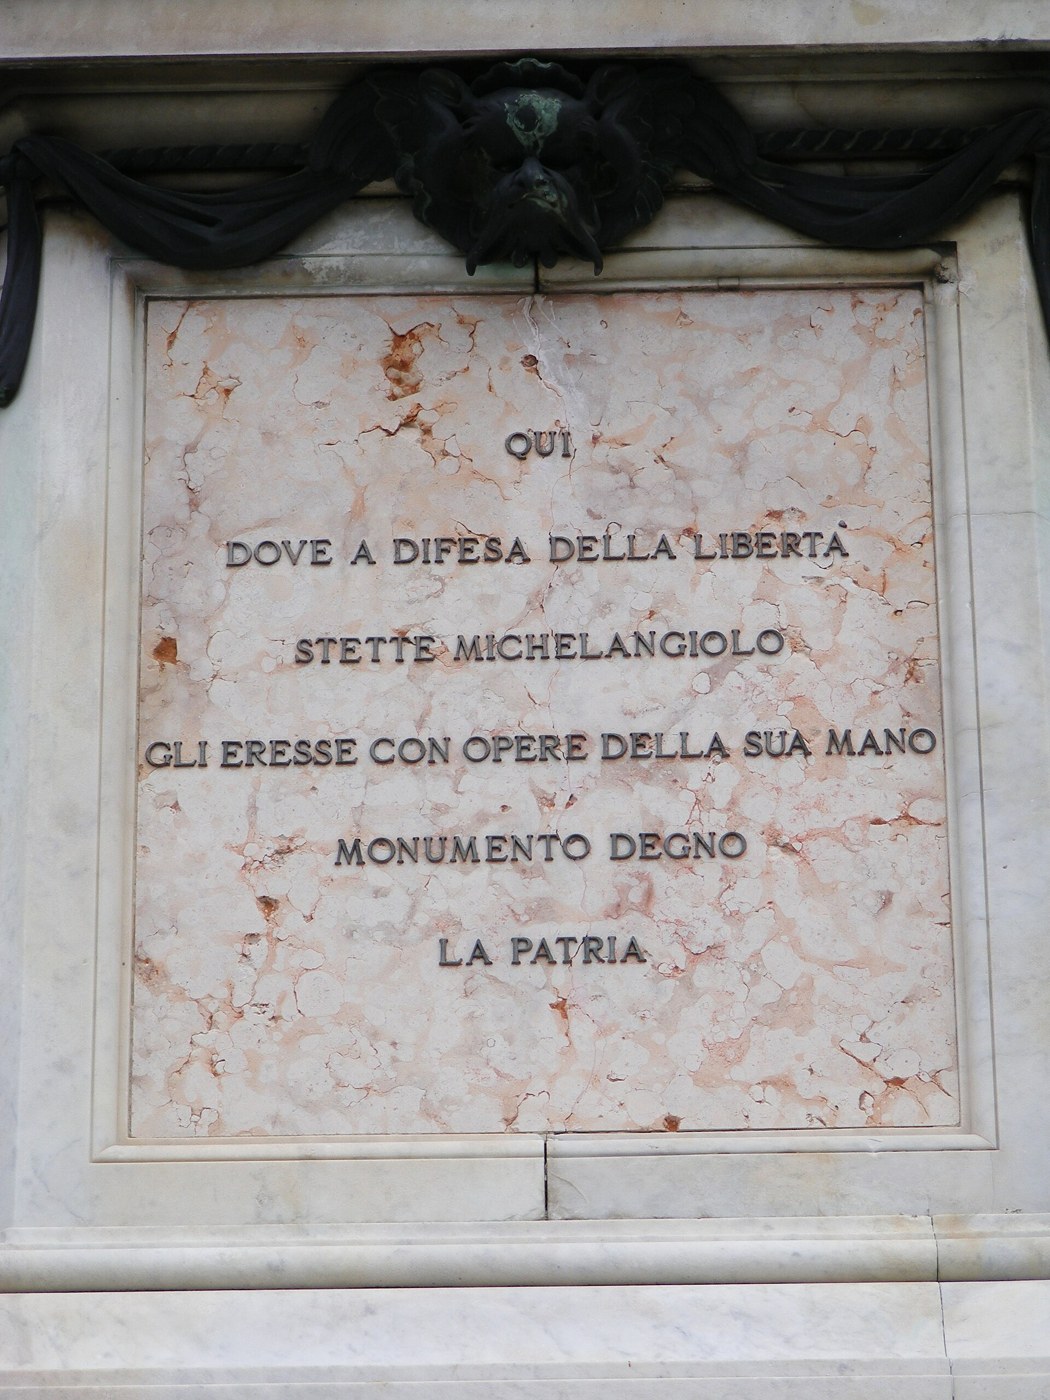 QUI
DOVE A DIFESA DELLA LIBERTÀ
STETTE MICHELANGIOLO
GLI ERESSE CON OPERE DELLA SUA MANO
MONUMENTO DEGNO
LA PATRIA